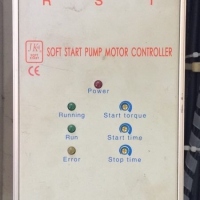 R S T
SOFT START PUMP MOTOR CONTROLLER
CE
Power
Running Start torque
Run Start time
Error Stop time